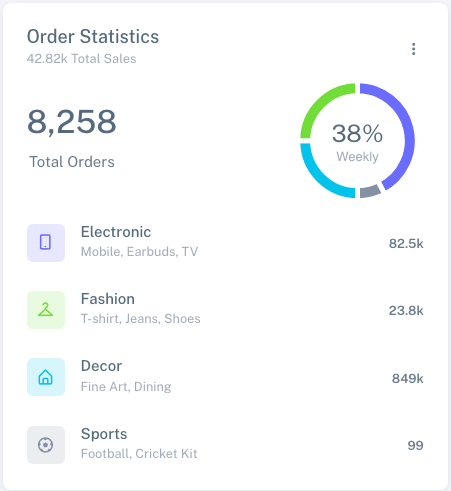 Order Statistics
42.82k Total Sales
8,258
Total Orders
38%
Weekly
Electronic
Mobile, Earbuds, TV
82.5k
Fashion
T-shirt, Jeans, Shoes
23.8k
Decor
Fine Art, Dining
849k
Sports
Football, Cricket Kit
99